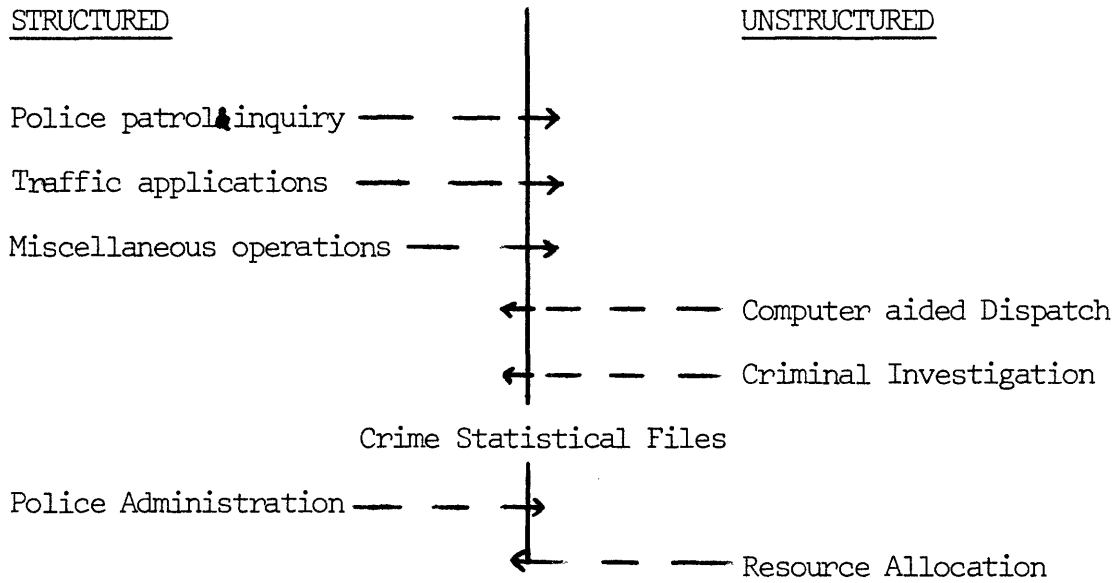 STRUCTURED UNSTRUCTURED
Police patrol & inquiry
Traffic applications
Miscellaneous operations
Computer aided Dispatch
Criminal Investigation
Crime Statistical Files
Police Administration
Resource Allocation